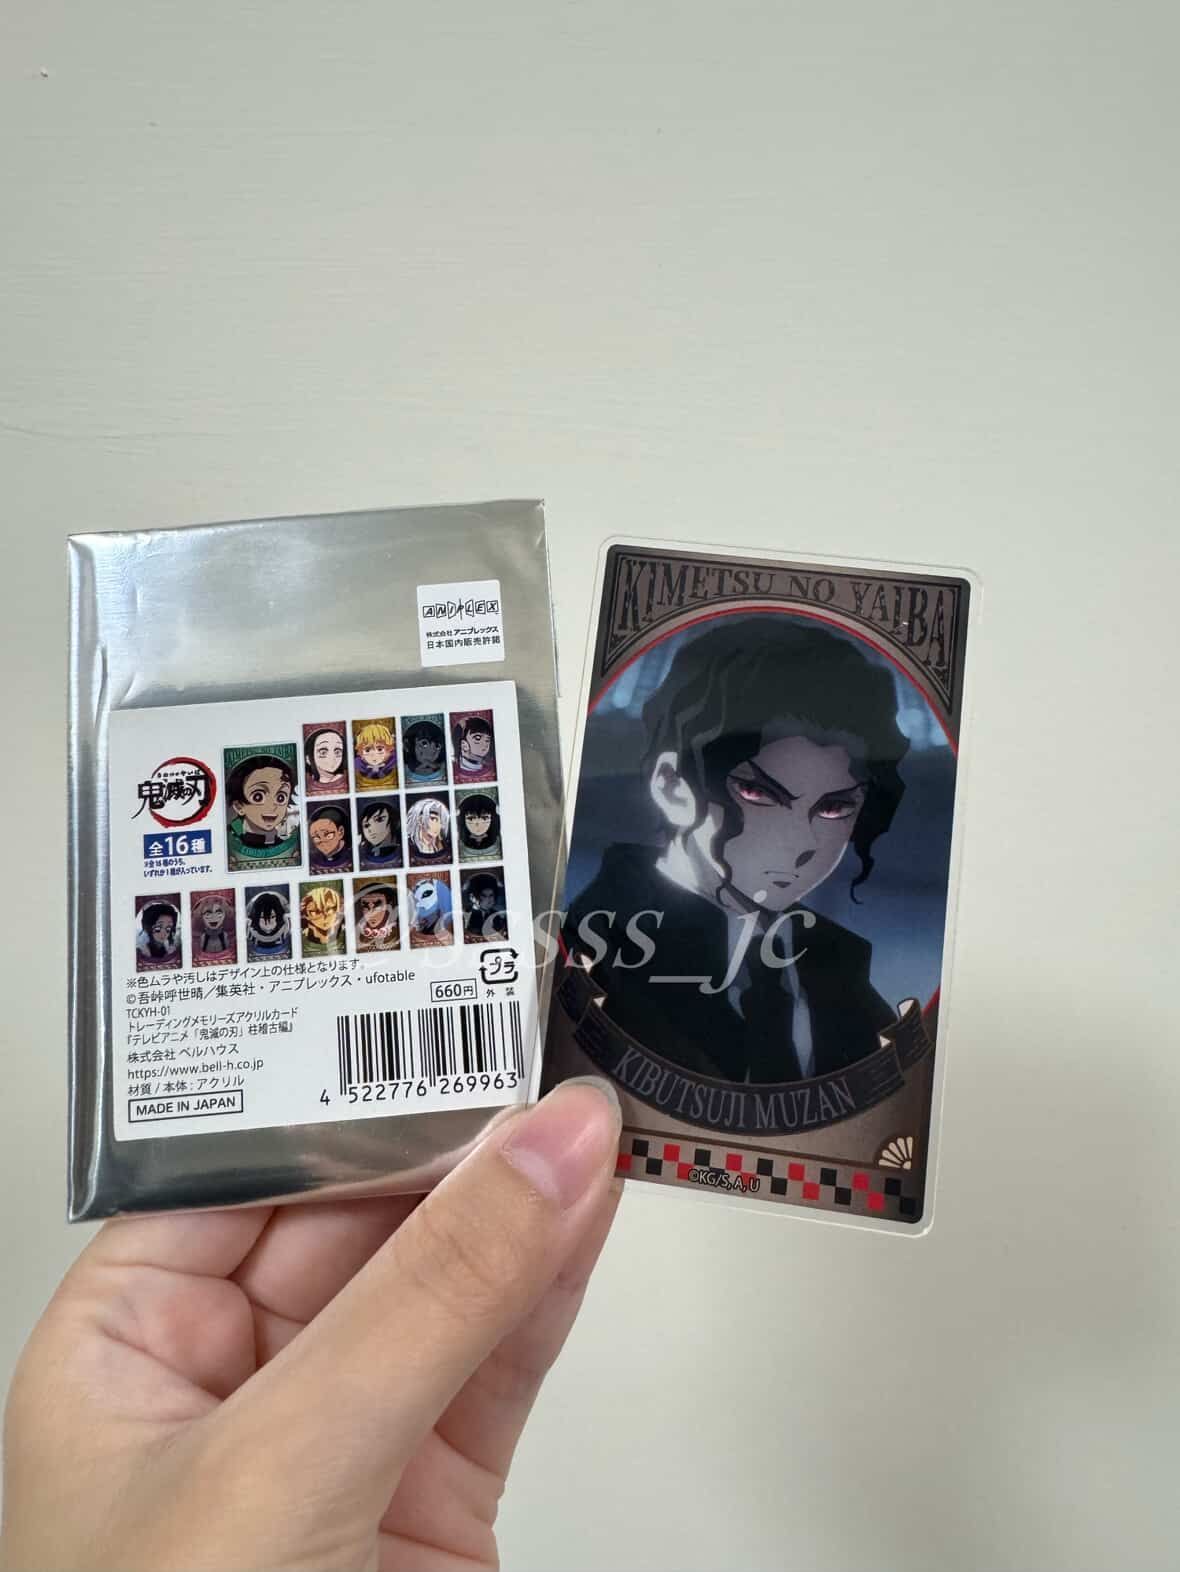 ANIPLEX
株式会社アニプレックス
日本国内販売許諾
鬼滅の刃
全16種
※全16種のうち、
いずれか1種が入っています。
※色ムラや汚しはデザイン上の仕様となります。
©吾峠呼世晴／集英社・アニプレックス・ufotable
TCKYH-01
660円
プラ
外装
トレーディングメモリーズアクリルカード
『テレビアニメ「鬼滅の刃」柱稽古編』
株式会社 ベルハウス
https://www.bell-h.co.jp
材質 / 本体 : アクリル
MADE IN JAPAN
4 522776 269963
KIMETSU NO YAIBA
KIBUTSUJI MUZAN
©KG/S, A, U
sssss_jc